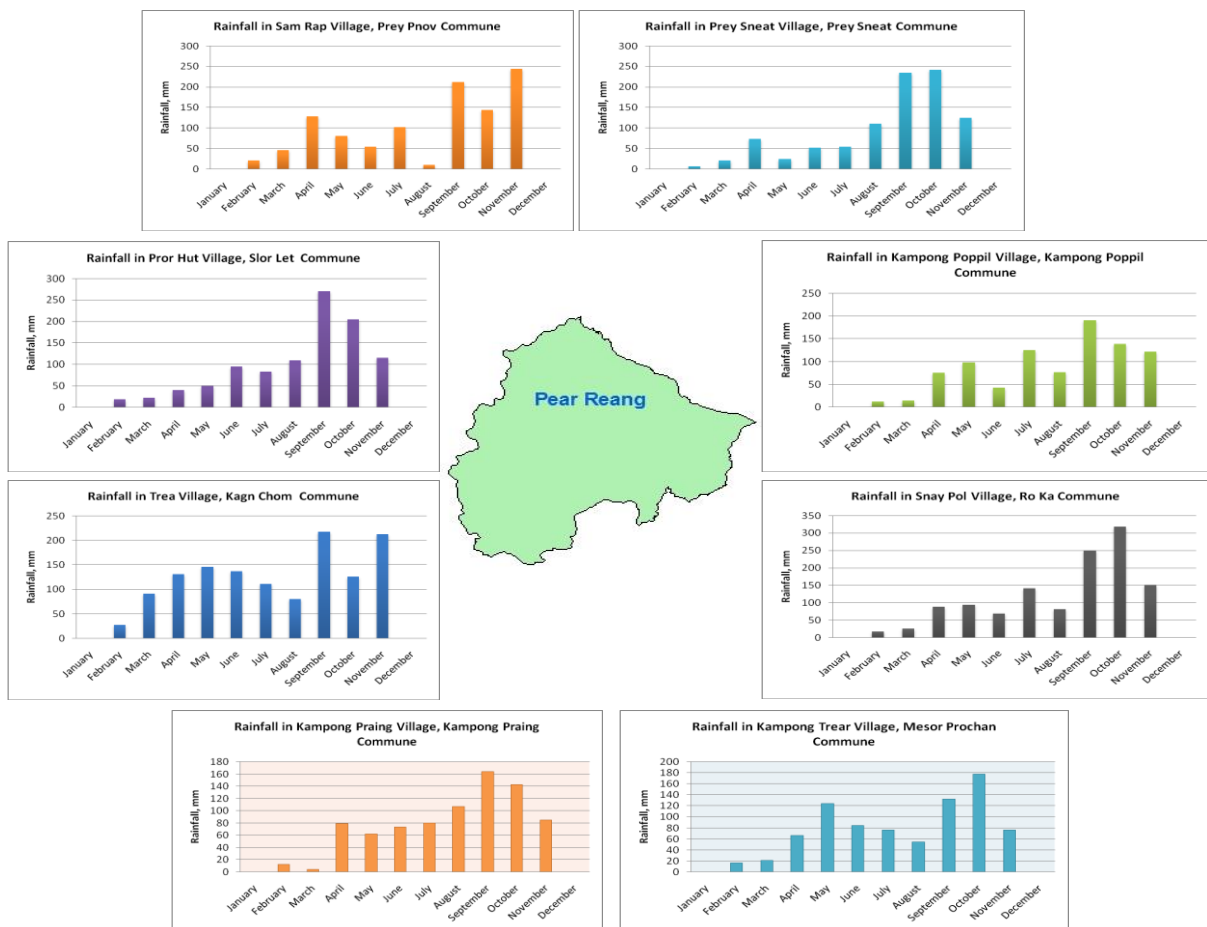 Rainfall in Sam Rap Village, Prey Pnov Commune
Rainfall, mm
300
250
200
150
100
50
0
January
February
March
April
May
June
July
August
September
October
November
December
Rainfall in Prey Sneat Village, Prey Sneat Commune
Rainfall, mm
300
250
200
150
100
50
0
January
February
March
April
May
June
July
August
September
October
November
December
Rainfall in Pror Hut Village, Slor Let Commune
Rainfall, mm
300
250
200
150
100
50
0
January
February
March
April
May
June
July
August
September
October
November
December
Pear Reang
Rainfall in Kampong Poppil Village, Kampong Poppil
Commune
Rainfall, mm
250
200
150
100
50
0
January
February
March
April
May
June
July
August
September
October
November
December
Rainfall in Trea Village, Kagn Chom Commune
Rainfall, mm
250
200
150
100
50
0
January
February
March
April
May
June
July
August
September
October
November
December
Rainfall in Snay Pol Village, Ro Ka Commune
Rainfall, mm
350
300
250
200
150
100
50
0
January
February
March
April
May
June
July
August
September
October
November
December
Rainfall in Kampong Praing Village, Kampong Praing
Commune
Rainfall, mm
180
160
140
120
100
80
60
40
20
0
January
February
March
April
May
June
July
August
September
October
November
December
Rainfall in Kampong Trear Village, Mesor Prochan
Commune
Rainfall, mm
200
180
160
140
120
100
80
60
40
20
0
January
February
March
April
May
June
July
August
September
October
November
December